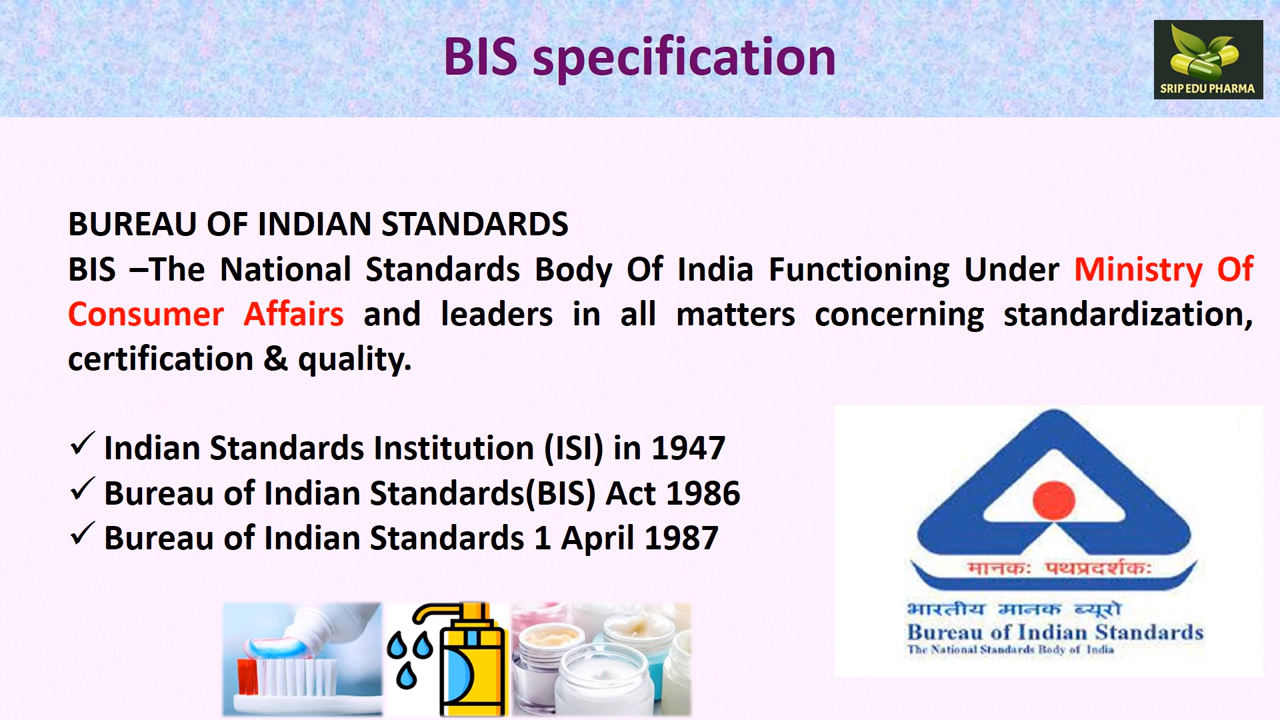 BIS specification
SRIP EDU PHARMA
BUREAU OF INDIAN STANDARDS
BIS –The National Standards Body Of India Functioning Under Ministry Of
Consumer Affairs and leaders in all matters concerning standardization,
certification & quality.
✓ Indian Standards Institution (ISI) in 1947
✓ Bureau of Indian Standards(BIS) Act 1986
✓ Bureau of Indian Standards 1 April 1987
मानकः पथप्रदर्शकः
भारतीय मानक ब्यूरो
Bureau of Indian Standards
The National Standards Body of India